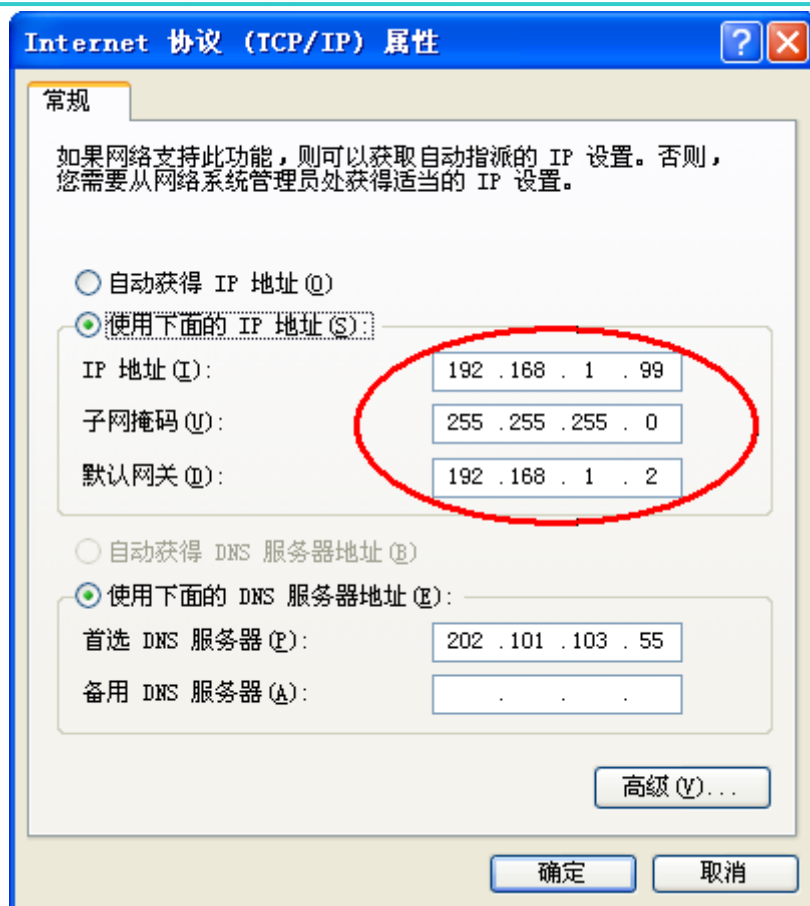 Internet 协议 (TCP/IP) 属性
常规
如果网络支持此功能，则可以获取自动指派的 IP 设置。否则，
您需要从网络系统管理员处获得适当的 IP 设置。
自动获得 IP 地址(O)
使用下面的 IP 地址(S):
IP 地址(I): 192 .168 . 1 . 99
子网掩码(U): 255 .255 .255 . 0
默认网关(D): 192 .168 . 1 . 2
自动获得 DNS 服务器地址(B)
使用下面的 DNS 服务器地址(E):
首选 DNS 服务器(P): 202 .101 .103 . 55
备用 DNS 服务器(A): . . .
高级(V)...
确定 取消